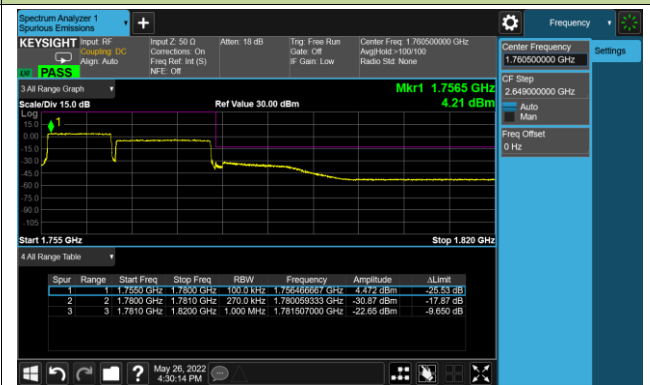 Spectrum Analyzer 1
Spurious Emissions
Frequency
KEYSIGHT
Input: RF
Coupling: DC
Align: Auto
Input Z: 50 Ω
Corrections: On
Freq Ref: Int (S)
NFE: Off
Atten: 18 dB
Trig: Free Run
Gate: Off
IF Gain: Low
Center Freq: 1.760500000 GHz
Avg|Hold:>100/100
Radio Std: None
PASS
Center Frequency
1.760500000 GHz
Settings
CF Step
2.649000000 GHz
Auto
Man
Freq Offset
0 Hz
3 All Range Graph
Mkr1 1.7565 GHz
4.21 dBm
Scale/Div 15.0 dB
Ref Value 30.00 dBm
Log
1
15.0
0.00
-15.0
-30.0
-45.0
-60.0
-75.0
-90.0
-105
Start 1.755 GHz
Stop 1.820 GHz
4 All Range Table
Spur Range Start Freq Stop Freq RBW Frequency Amplitude ΔLimit
1 1 1.7550 GHz 1.7800 GHz 100.0 kHz 1.756466667 GHz 4.472 dBm -25.53 dB
2 2 1.7800 GHz 1.7810 GHz 270.0 kHz 1.780059333 GHz -30.87 dBm -17.87 dB
3 3 1.7810 GHz 1.8200 GHz 1.000 MHz 1.781507000 GHz -22.65 dBm -9.650 dB
May 26, 2022
4:30:14 PM